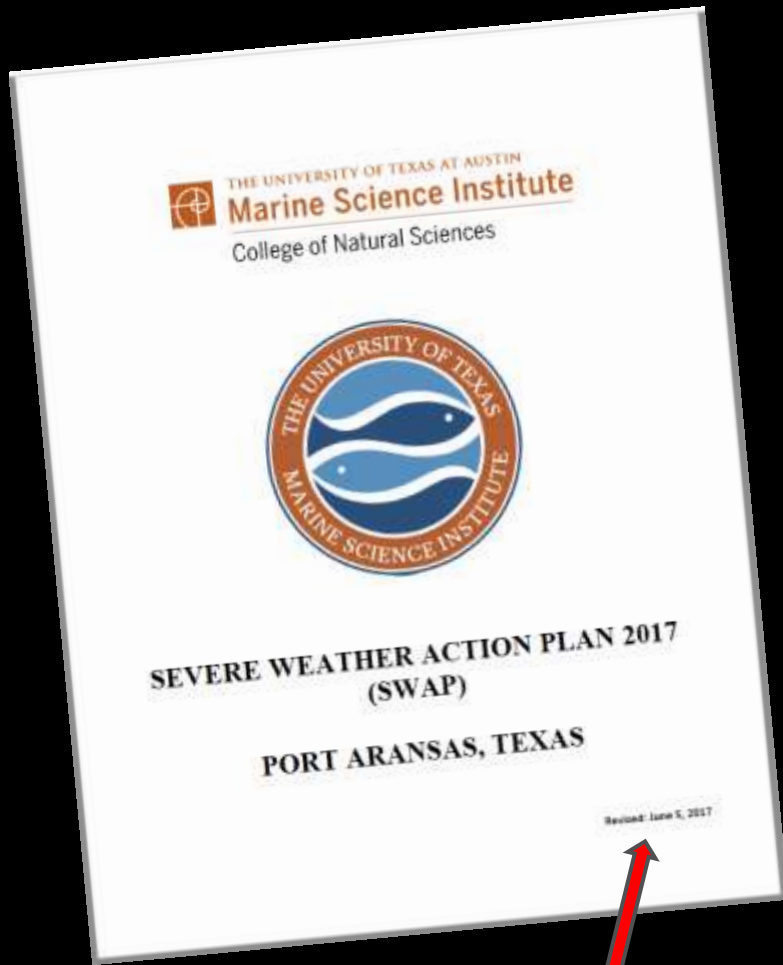 THE UNIVERSITY OF TEXAS AT AUSTIN
Marine Science Institute
College of Natural Sciences
THE UNIVERSITY OF TEXAS
MARINE SCIENCE INSTITUTE
SEVERE WEATHER ACTION PLAN 2017
(SWAP)
PORT ARANSAS, TEXAS
Revised: June 5, 2017